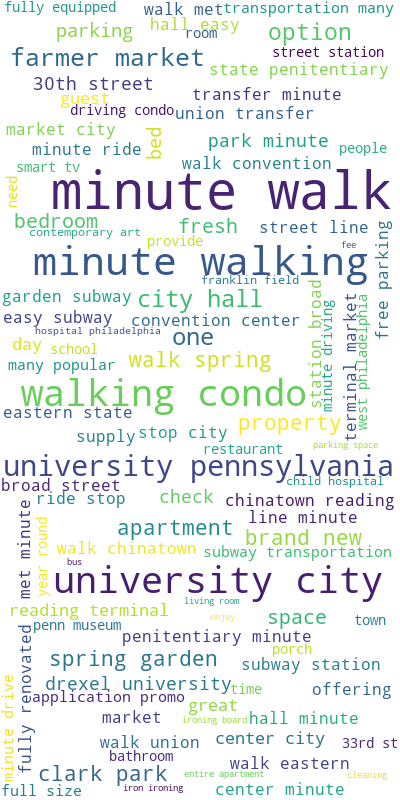 fully equipped
walk met
transportation many
room
hall easy
parking
option
farmer market
street station
state penitentiary
30th street
transfer minute
guest
driving condo
union transfer
market city
bed
park minute
minute ride
people
smart tv
walk convention
need
minute walk
bedroom
fresh
street line
contemporary art
provide
free parking
fee
minute walking
franklin field
garden subway
city hall
station broad
minute driving
terminal market
west philadelphia
easy subway
convention center
hospital philadelphia
one
day
school
walk spring
many popular
walking condo
eastern state
property
supply
stop city
restaurant
parking space
university pennsylvania
child hospital
broad street
ride stop
check
chinatown reading
met minute
year round
apartment
line minute
brand new
walk chinatown
subway transportation
bus
university city
living room
reading terminal
enjoy
penn museum
space
town
penitentiary minute
porch
fully renovated
spring garden
subway station
drexel university
time
offering
minute drive
application promo
great
ironing board
market
hall minute
walk union
center city
33rd st
bathroom
walk eastern
clark park
entire apartment
cleaning
full size
iron ironing
center minute